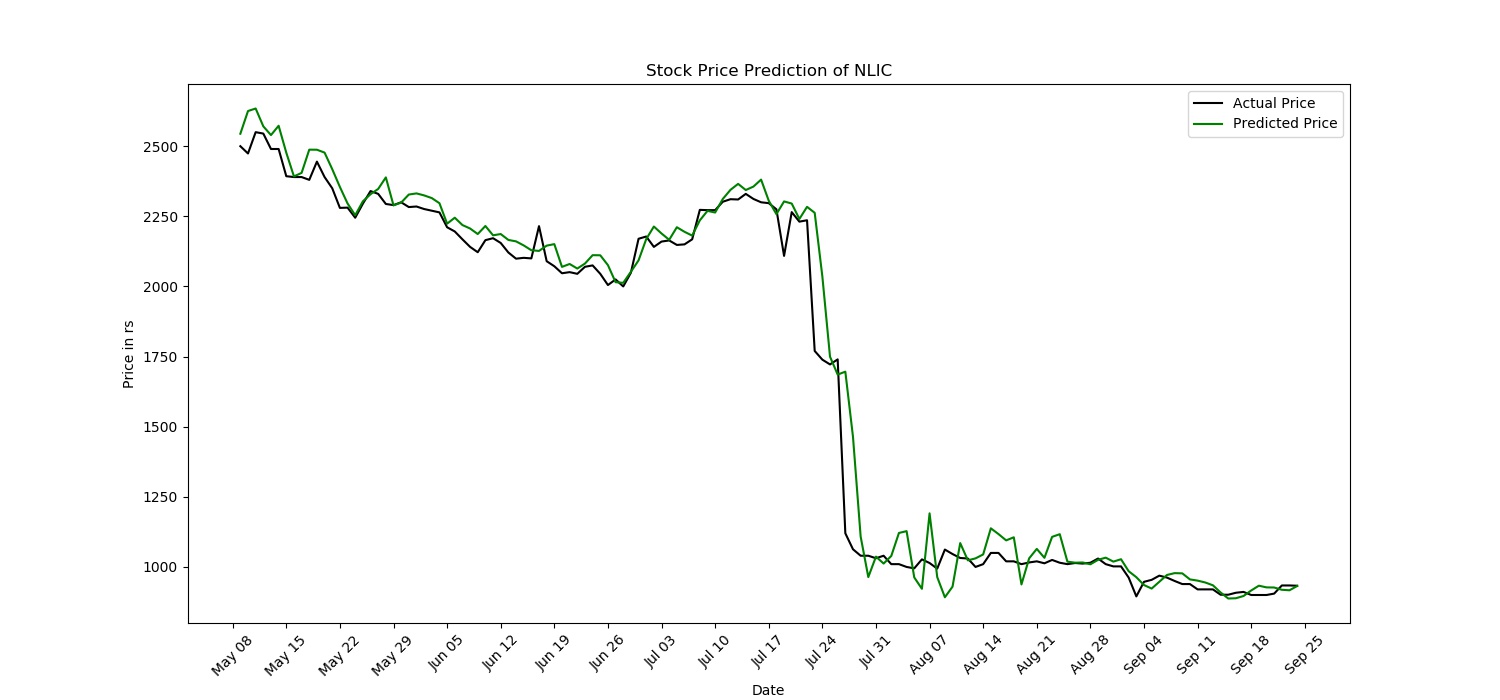 Stock Price Prediction of NLIC
Actual Price
Predicted Price
2500
2250
2000
1750
1500
1250
1000
Price in rs
May 08
May 15
May 22
May 29
Jun 05
Jun 12
Jun 19
Jun 26
Jul 03
Jul 10
Jul 17
Jul 24
Jul 31
Aug 07
Aug 14
Aug 21
Aug 28
Sep 04
Sep 11
Sep 18
Sep 25
Date